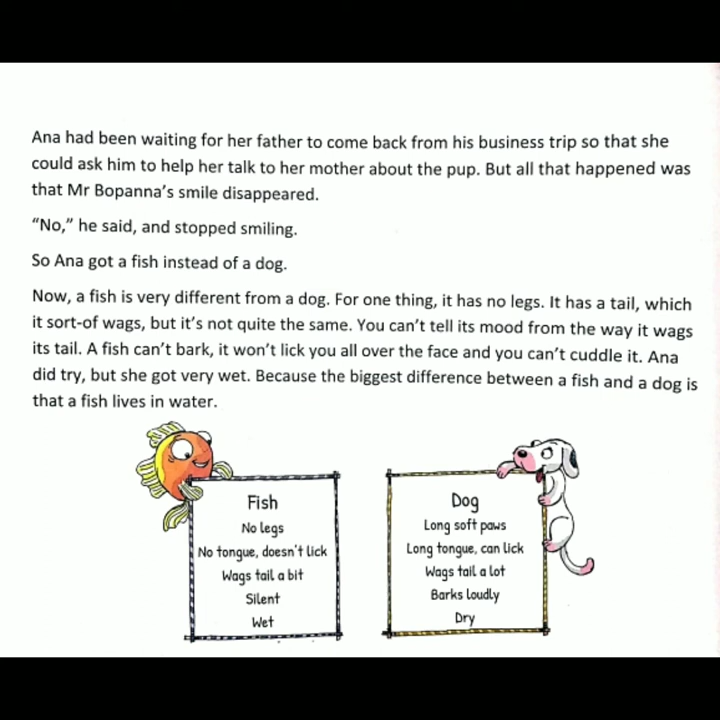 Ana had been waiting for her father to come back from his business trip so that she
could ask him to help her talk to her mother about the pup. But all that happened was
that Mr Bopanna's smile disappeared.
“No,” he said, and stopped smiling.
So Ana got a fish instead of a dog.
Now, a fish is very different from a dog. For one thing, it has no legs. It has a tail, which
it sort-of wags, but it's not quite the same. You can't tell its mood from the way it wags
its tail. A fish can't bark, it won't lick you all over the face and you can't cuddle it. Ana
did try, but she got very wet. Because the biggest difference between a fish and a dog is
that a fish lives in water.
Fish
No legs
No tongue, doesn't lick
Wags tail a bit
Silent
Wet
Dog
Long soft paws
Long tongue, can lick
Wags tail a lot
Barks loudly
Dry